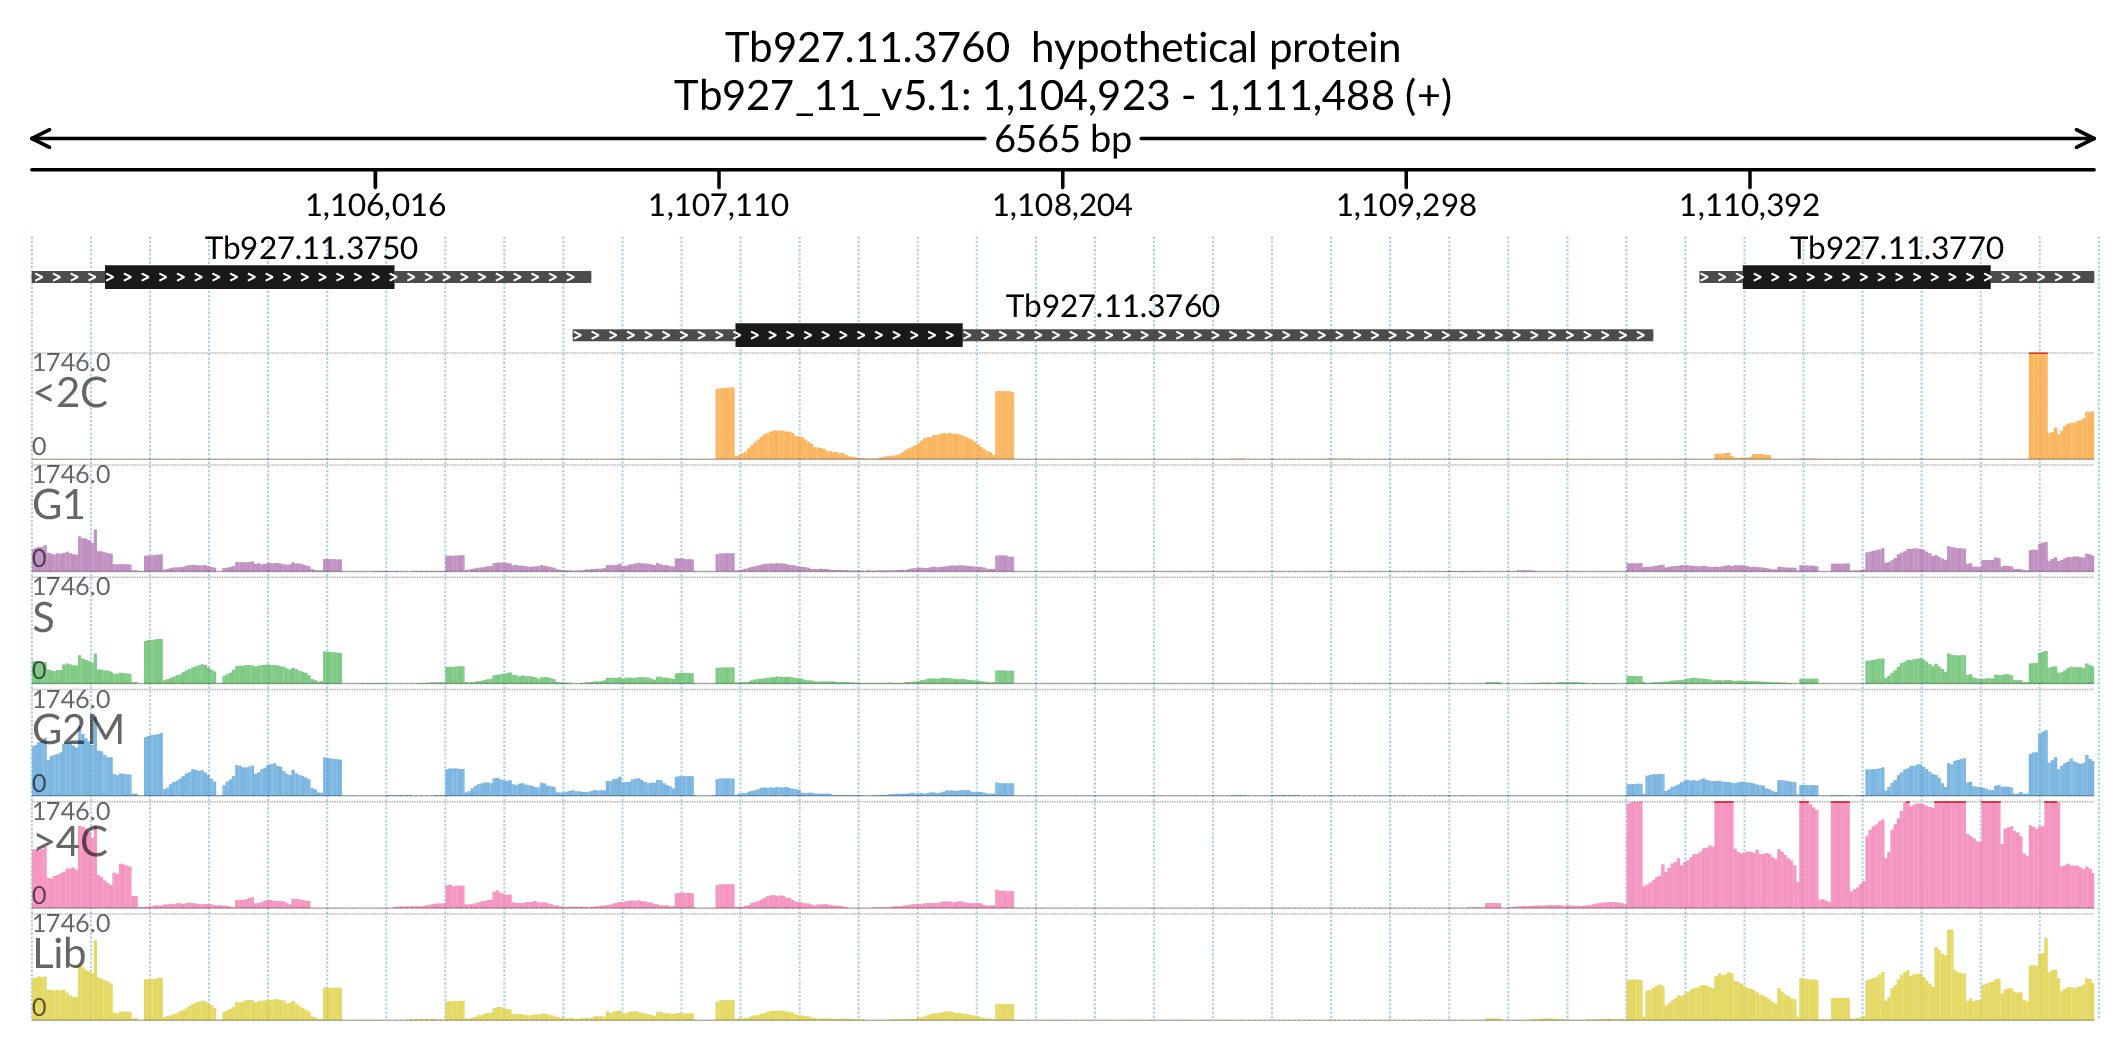 Tb927.11.3760  hypothetical protein
Tb927_11_v5.1: 1,104,923 - 1,111,488 (+)
6565 bp
1,106,016 1,107,110 1,108,204 1,109,298 1,110,392
Tb927.11.3750 Tb927.11.3770
Tb927.11.3760
1746.0
<2C
0
1746.0
G1
0
1746.0
S
0
1746.0
G2M
0
1746.0
>4C
0
1746.0
Lib
0